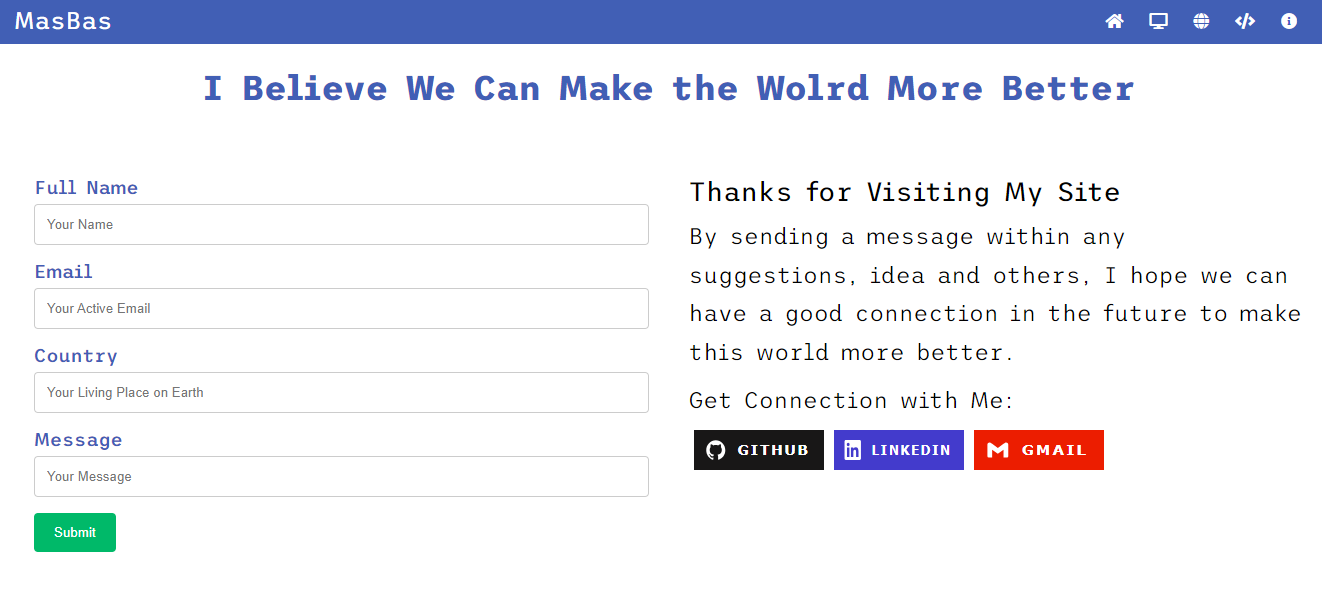 MasBas
I Believe We Can Make the Wolrd More Better
Full Name
Your Name
Email
Your Active Email
Country
Your Living Place on Earth
Message
Your Message
Submit
Thanks for Visiting My Site
By sending a message within any
suggestions, idea and others, I hope we can
have a good connection in the future to make
this world more better.
Get Connection with Me:
GITHUB
LINKEDIN
GMAIL